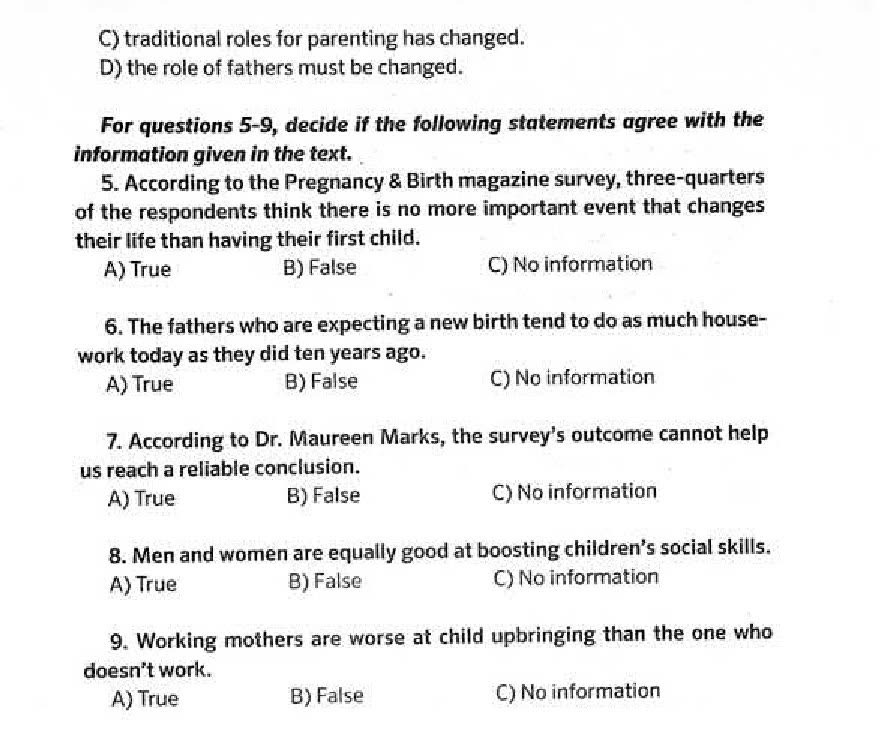 C) traditional roles for parenting has changed.
D) the role of fathers must be changed.
For questions 5-9, decide if the following statements agree with the
information given in the text.
5. According to the Pregnancy & Birth magazine survey, three-quarters
of the respondents think there is no more important event that changes
their life than having their first child.
A) True B) False C) No information
6. The fathers who are expecting a new birth tend to do as much house-
work today as they did ten years ago.
A) True B) False C) No information
7. According to Dr. Maureen Marks, the survey's outcome cannot help
us reach a reliable conclusion.
A) True B) False C) No information
8. Men and women are equally good at boosting children's social skills.
A) True B) False C) No information
9. Working mothers are worse at child upbringing than the one who
doesn't work.
A) True B) False C) No information